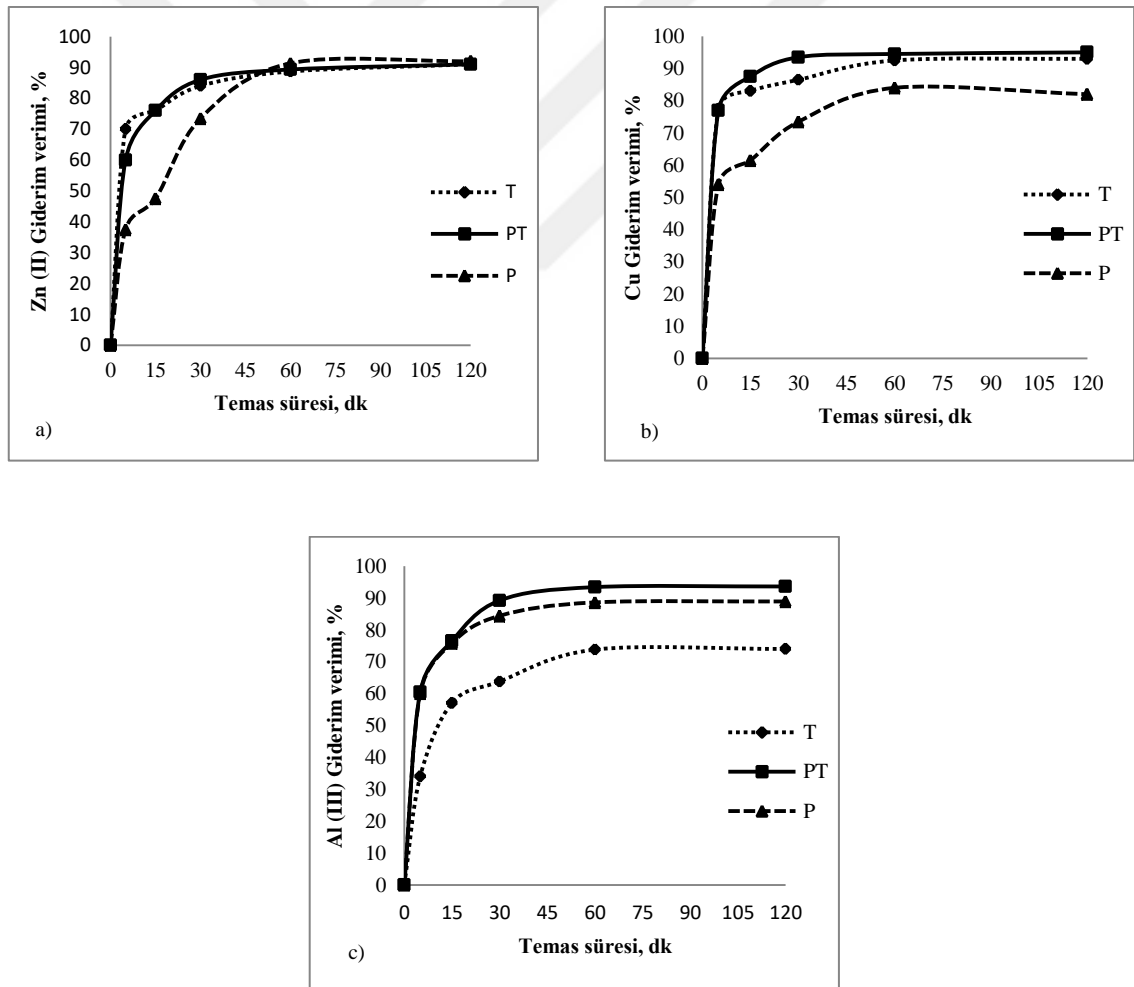 100
90
80
70
60
50
40
30
20
10
0
Zn (II) Giderim verimi, %
0 15 30 45 60 75 90 105 120
Temas süresi, dk
T
PT
P
a)
100
90
80
70
60
50
40
30
20
10
0
Cu Giderim verimi, %
0 15 30 45 60 75 90 105 120
Temas süresi, dk
T
PT
P
b)
100
90
80
70
60
50
40
30
20
10
0
Al (III) Giderim verimi, %
0 15 30 45 60 75 90 105 120
Temas süresi, dk
T
PT
P
c)